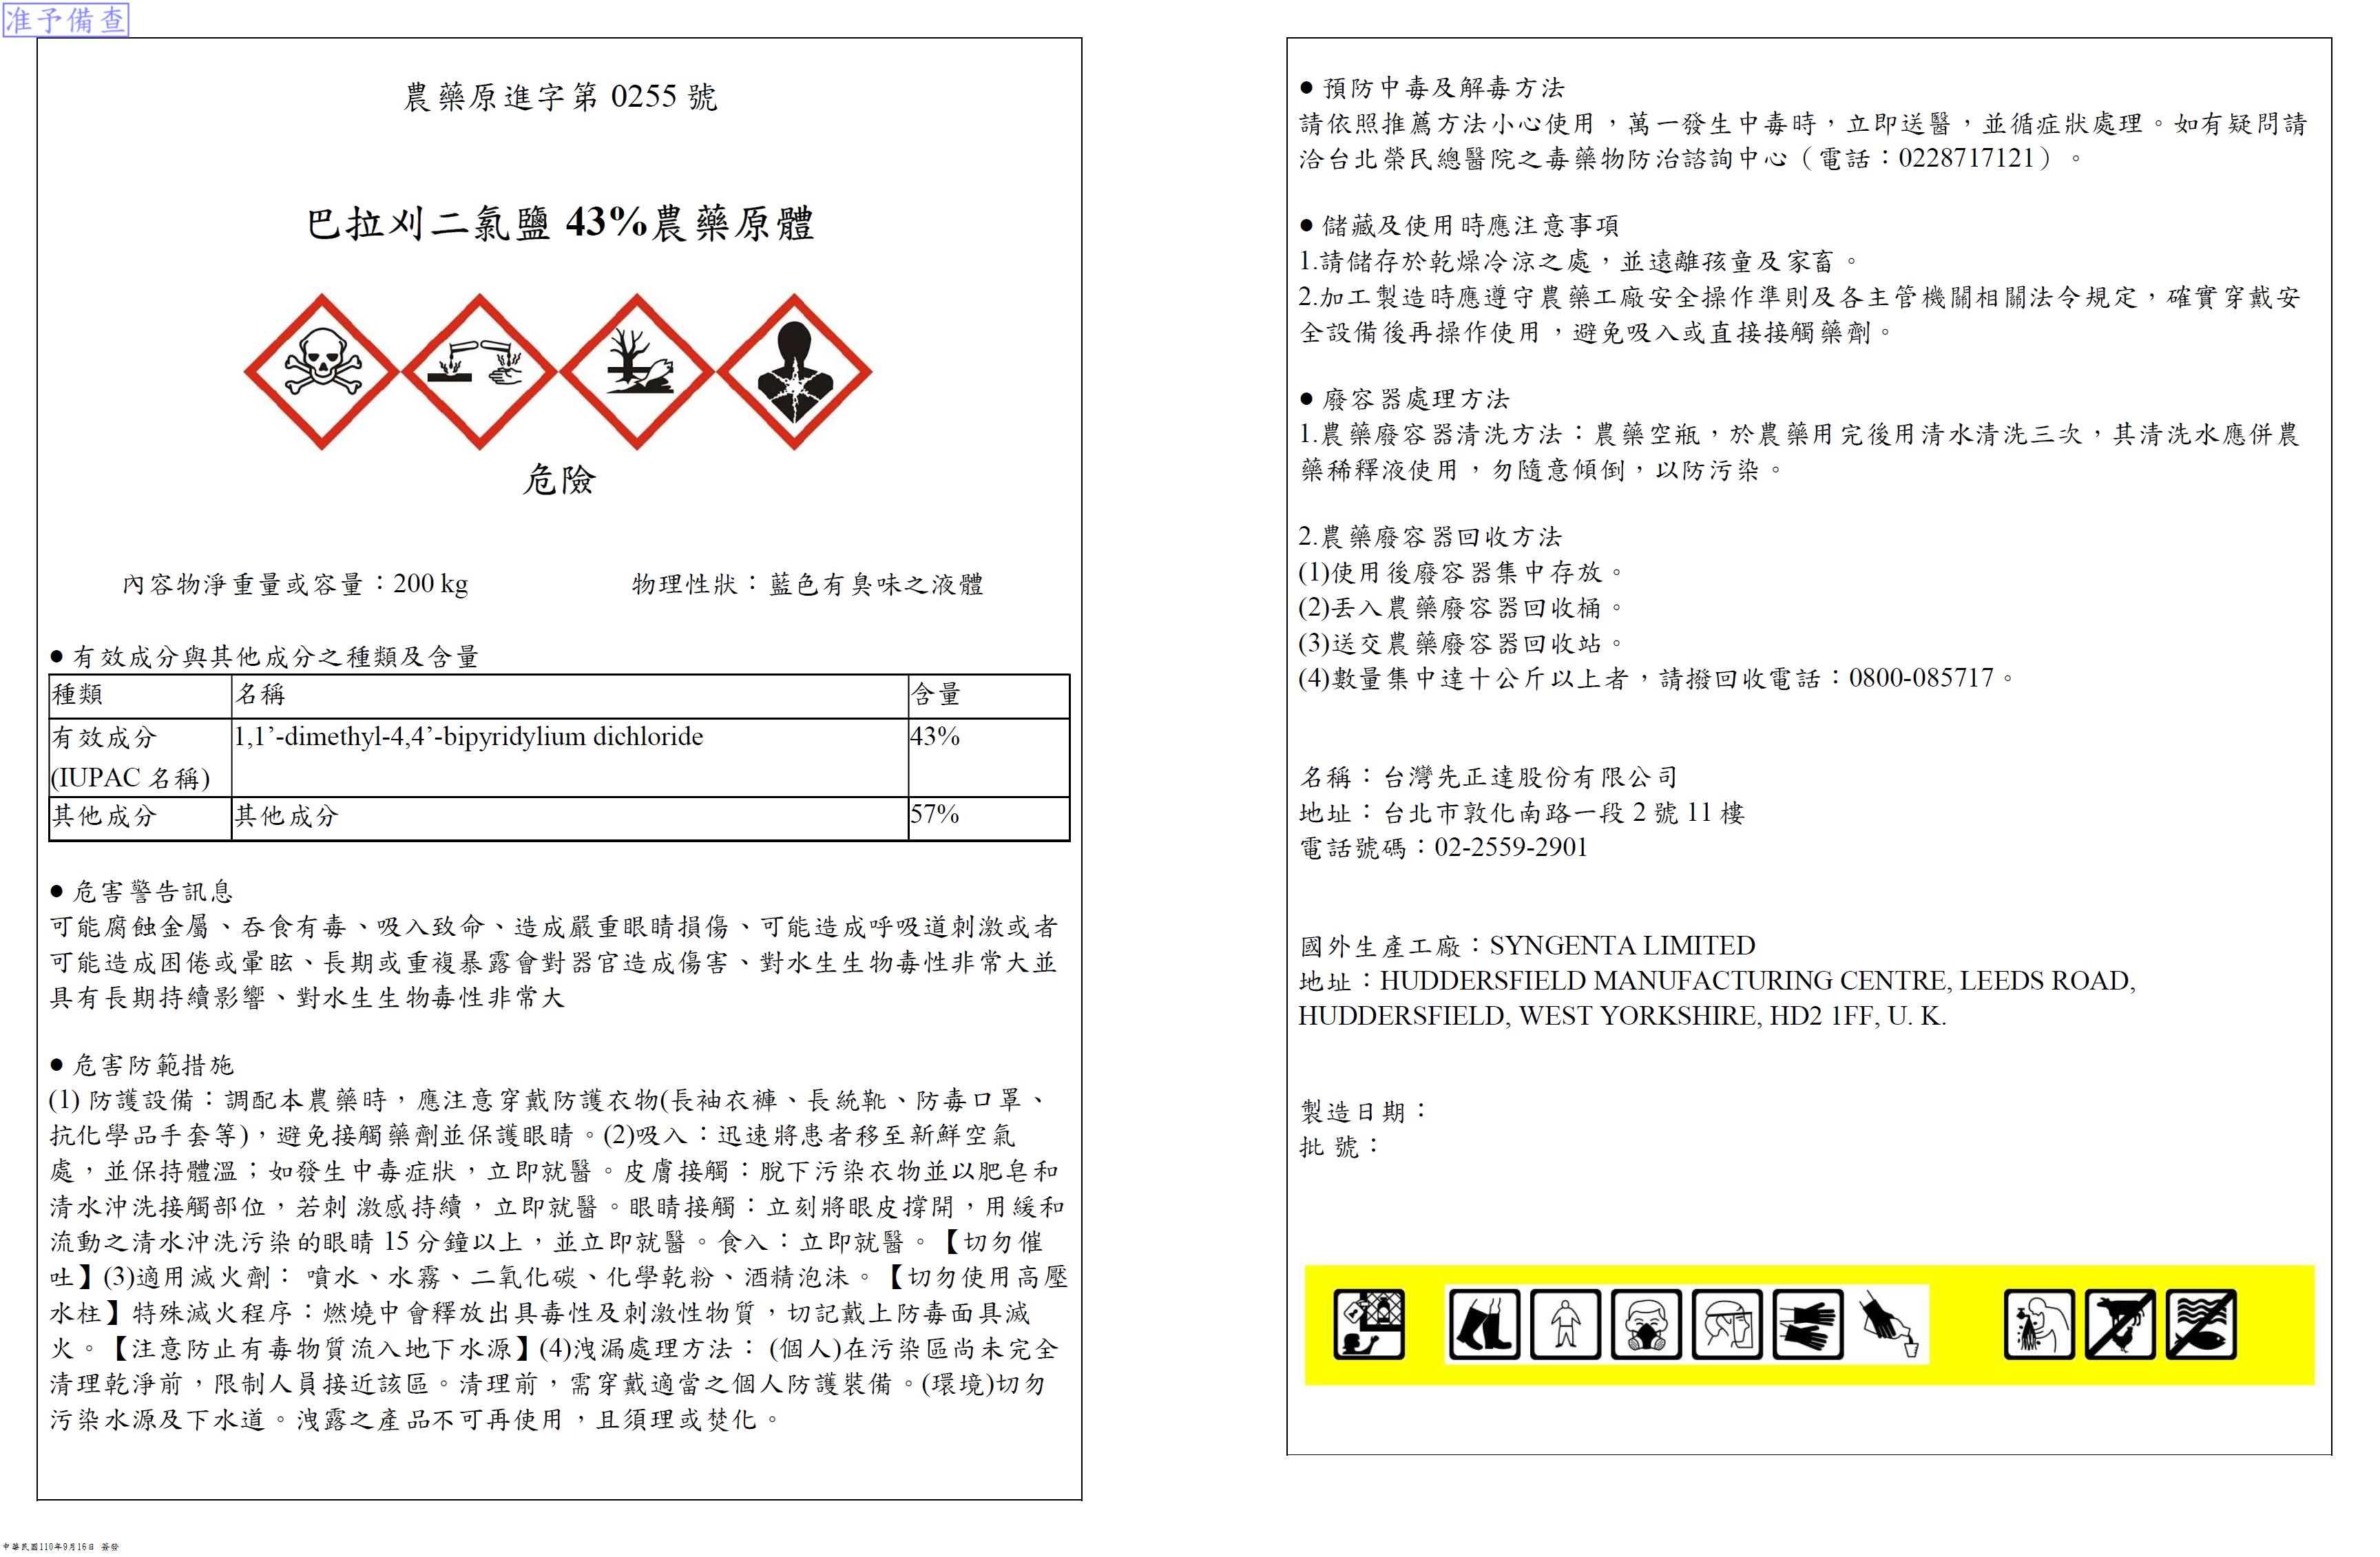 准予備查
農藥原進字第 0255 號
巴拉刈二氯鹽 43%農藥原體
危險
內容物淨重量或容量：200 kg
物理性狀：藍色有臭味之液體
● 有效成分與其他成分之種類及含量
種類 名稱 含量
有效成分 1,1’-dimethyl-4,4’-bipyridylium dichloride 43%
(IUPAC 名稱)
其他成分 其他成分 57%
● 危害警告訊息
可能腐蝕金屬、吞食有毒、吸入致命、造成嚴重眼睛損傷、可能造成呼吸道刺激或者
可能造成困倦或暈眩、長期或重複暴露會對器官造成傷害、對水生生物毒性非常大並
具有長期持續影響、對水生生物毒性非常大
● 危害防範措施
(1) 防護設備：調配本農藥時，應注意穿戴防護衣物(長袖衣褲、長統靴、防毒口罩、
抗化學品手套等)，避免接觸藥劑並保護眼睛。(2)吸入：迅速將患者移至新鮮空氣
處，並保持體溫；如發生中毒症狀，立即就醫。皮膚接觸：脫下污染衣物並以肥皂和
清水沖洗接觸部位，若刺 激感持續，立即就醫。眼睛接觸：立刻將眼皮撐開，用緩和
流動之清水沖洗污染的眼睛 15 分鐘以上，並立即就醫。食入：立即就醫。【切勿催
吐】(3)適用滅火劑： 噴水、水霧、二氧化碳、化學乾粉、酒精泡沫。【切勿使用高壓
水柱】特殊滅火程序：燃燒中會釋放出具毒性及刺激性物質，切記戴上防毒面具滅
火。【注意防止有毒物質流入地下水源】(4)洩漏處理方法： (個人)在污染區尚未完全
清理乾淨前，限制人員接近該區。清理前，需穿戴適當之個人防護裝備。(環境)切勿
污染水源及下水道。洩露之產品不可再使用，且須理或焚化。
● 預防中毒及解毒方法
請依照推薦方法小心使用，萬一發生中毒時，立即送醫，並循症狀處理。如有疑問請
洽台北榮民總醫院之毒藥物防治諮詢中心（電話：0228717121）。
● 儲藏及使用時應注意事項
1.請儲存於乾燥冷涼之處，並遠離孩童及家畜。
2.加工製造時應遵守農藥工廠安全操作準則及各主管機關相關法令規定，確實穿戴安
全設備後再操作使用，避免吸入或直接接觸藥劑。
● 廢容器處理方法
1.農藥廢容器清洗方法：農藥空瓶，於農藥用完後用清水清洗三次，其清洗水應併農
藥稀釋液使用，勿隨意傾倒，以防污染。
2.農藥廢容器回收方法
(1)使用後廢容器集中存放。
(2)丟入農藥廢容器回收桶。
(3)送交農藥廢容器回收站。
(4)數量集中達十公斤以上者，請撥回收電話：0800-085717。
名稱：台灣先正達股份有限公司
地址：台北市敦化南路一段 2 號 11 樓
電話號碼：02-2559-2901
國外生產工廠：SYNGENTA LIMITED
地址：HUDDERSFIELD MANUFACTURING CENTRE, LEEDS ROAD,
HUDDERSFIELD, WEST YORKSHIRE, HD2 1FF, U. K.
製造日期：
批 號：
中華民國110年9月16日 簽發